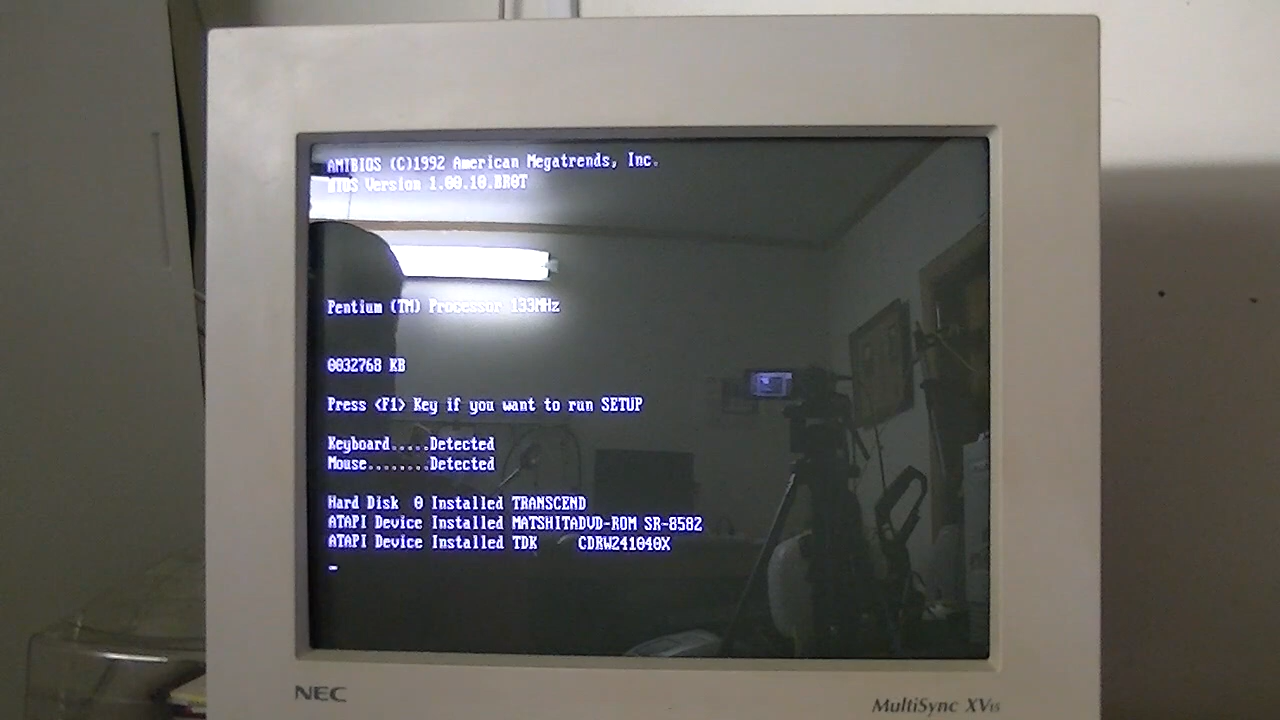 AMIBIOS (C)1992 American Megatrends, Inc.
BIOS Version 1.00.10.BR0T
Pentium (TM) Processor 133MHz
0032768 KB
Press <F1> Key if you want to run SETUP
Keyboard.....Detected
Mouse........Detected
Hard Disk  0 Installed TRANSCEND
ATAPI Device Installed MATSHITADVD-ROM SR-8582
ATAPI Device Installed TDK     CDRW241040X
NEC
MultiSync XV15